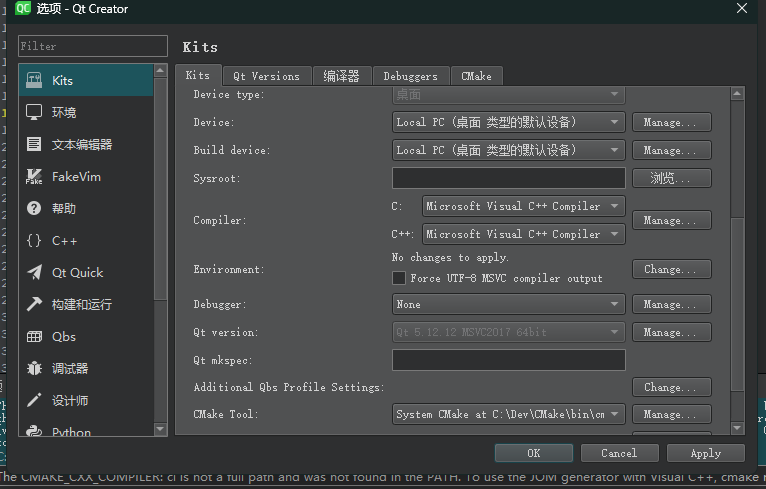 QC 选项 - Qt Creator
Filter
Kits
环境
文本编辑器
FakeVim
帮助
C++
Qt Quick
构建和运行
Qbs
调试器
设计师
Python
Kits
Kits Qt Versions 编译器 Debuggers CMake
Device type: 桌面
Device: Local PC (桌面 类型的默认设备) Manage...
Build device: Local PC (桌面 类型的默认设备) Manage...
Sysroot: 浏览...
C: Microsoft Visual C++ Compiler
Compiler: Manage...
C++: Microsoft Visual C++ Compiler
No changes to apply.
Environment: Change...
Force UTF-8 MSVC compiler output
Debugger: None Manage...
Qt version: Qt 5.12.12 MSVC2017 64bit Manage...
Qt mkspec:
Additional Qbs Profile Settings: Change...
CMake Tool: System CMake at C:\Dev\CMake\bin\cm Manage...
OK Cancel Apply
The CMAKE_CXX_COMPILER: cl is not a full path and was not found in the PATH. To use the JOM generator with Visual C++, cmake